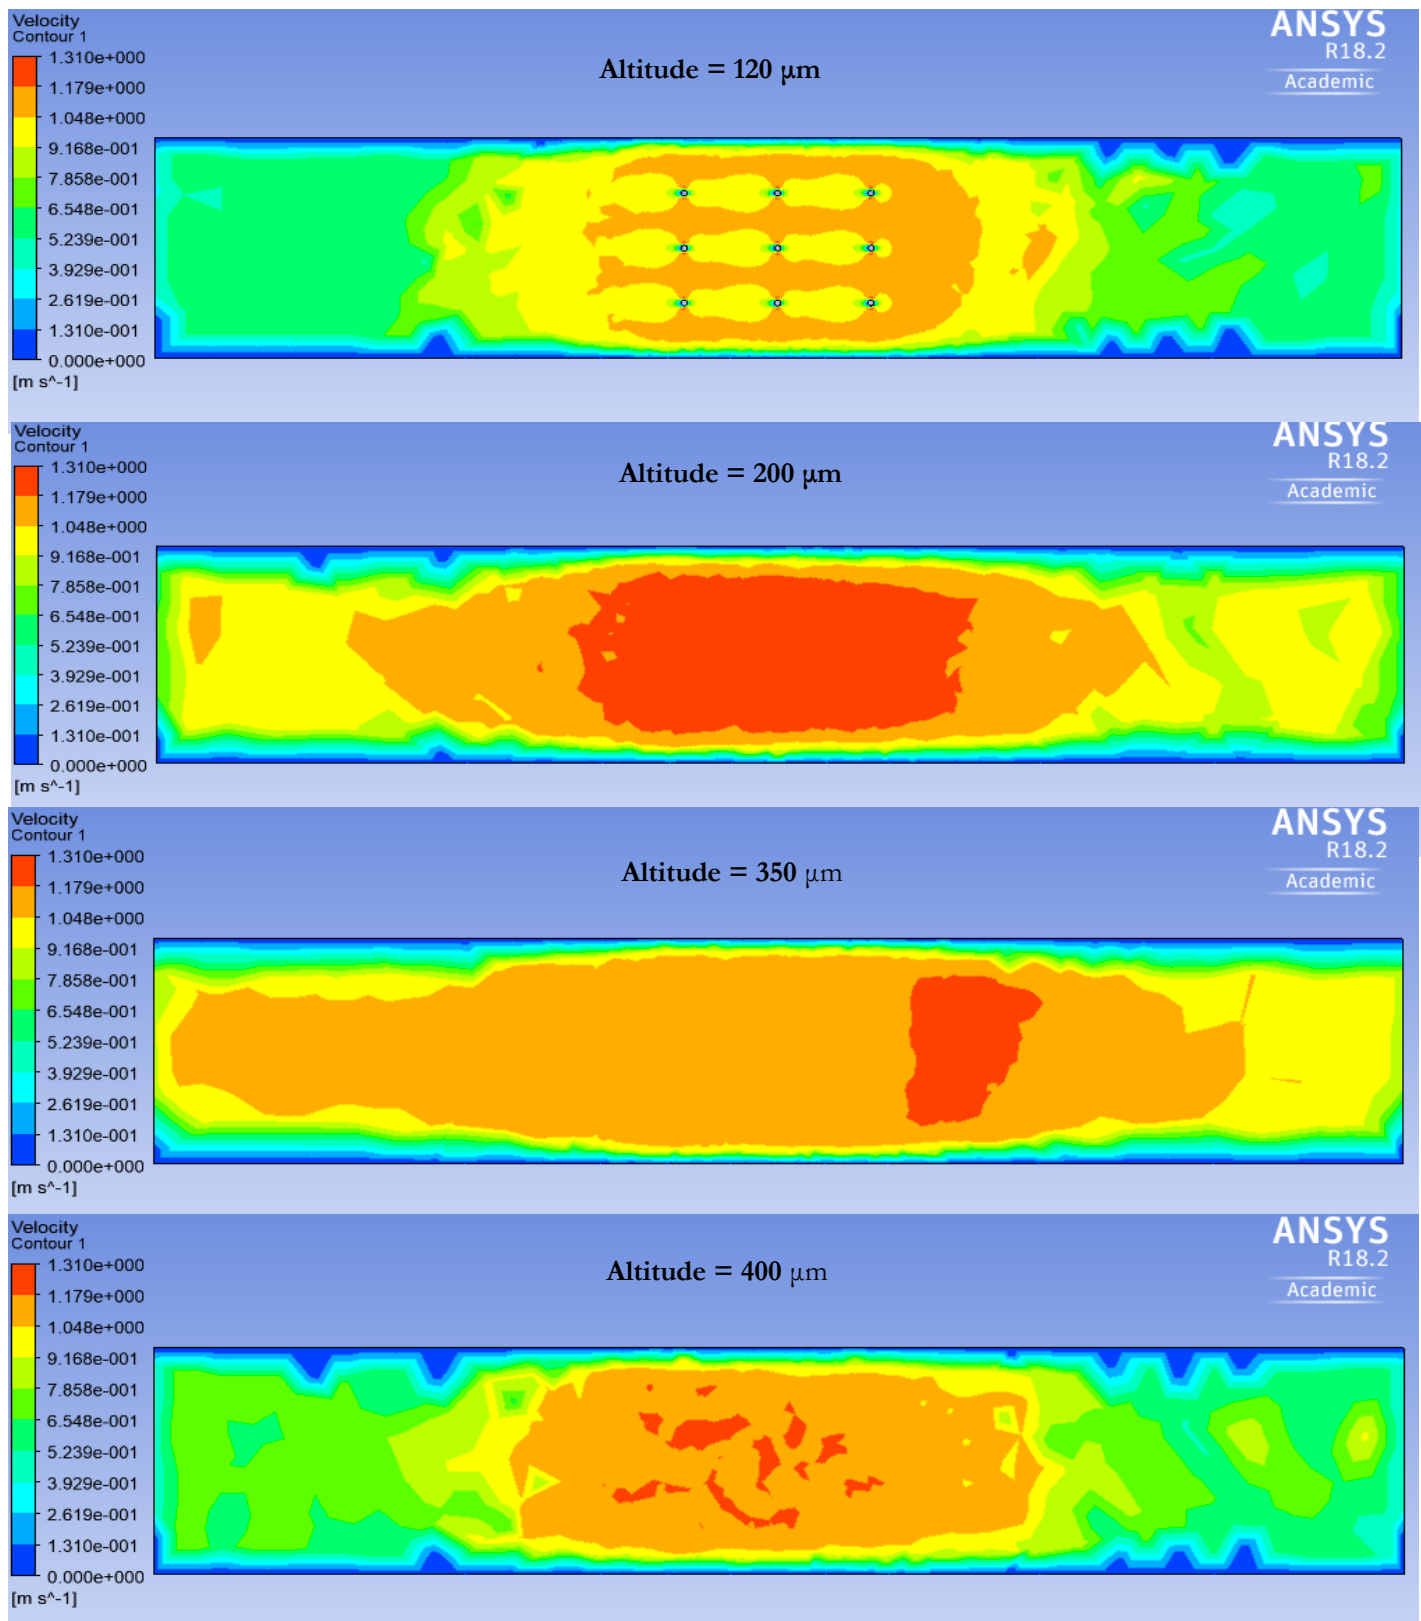 Velocity
Contour 1
ANSYS
R18.2
Academic
Altitude = 120 µm
1.310e+000
1.179e+000
1.048e+000
9.168e-001
7.858e-001
6.548e-001
5.239e-001
3.929e-001
2.619e-001
1.310e-001
0.000e+000
[m s^-1]
Velocity
Contour 1
ANSYS
R18.2
Academic
Altitude = 200 µm
1.310e+000
1.179e+000
1.048e+000
9.168e-001
7.858e-001
6.548e-001
5.239e-001
3.929e-001
2.619e-001
1.310e-001
0.000e+000
[m s^-1]
Velocity
Contour 1
ANSYS
R18.2
Academic
Altitude = 350 µm
1.310e+000
1.179e+000
1.048e+000
9.168e-001
7.858e-001
6.548e-001
5.239e-001
3.929e-001
2.619e-001
1.310e-001
0.000e+000
[m s^-1]
Velocity
Contour 1
ANSYS
R18.2
Academic
Altitude = 400 µm
1.310e+000
1.179e+000
1.048e+000
9.168e-001
7.858e-001
6.548e-001
5.239e-001
3.929e-001
2.619e-001
1.310e-001
0.000e+000
[m s^-1]